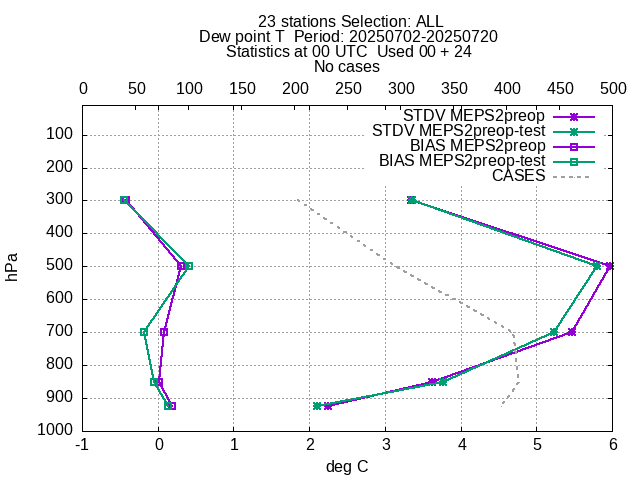 23 stations Selection: ALL
Dew point T  Period: 20250702-20250720
Statistics at 00 UTC  Used 00 + 24
No cases
0 50 100 150 200 250 300 350 400 450 500
STDV MEPS2preop
STDV MEPS2preop-test
BIAS MEPS2preop
BIAS MEPS2preop-test
CASES
100
200
300
400
500
600
700
800
900
1000
hPa
-1 0 1 2 3 4 5 6
deg C